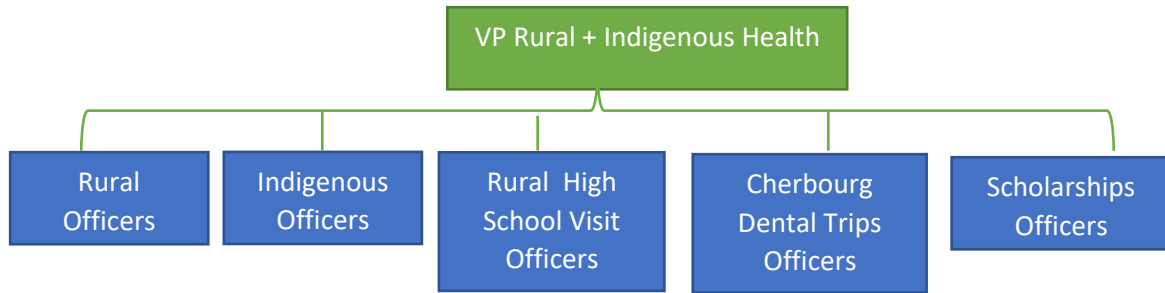 VP Rural + Indigenous Health
Rural
Officers
Indigenous
Officers
Rural High
School Visit
Officers
Cherbourg
Dental Trips
Officers
Scholarships
Officers